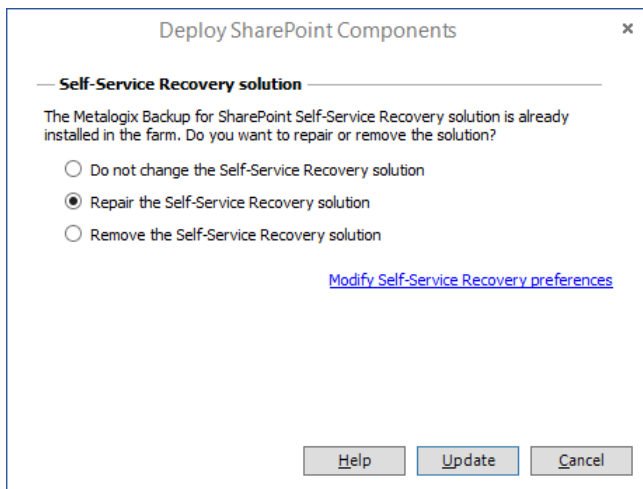 Deploy SharePoint Components
Self-Service Recovery solution
The Metalogix Backup for SharePoint Self-Service Recovery solution is already
installed in the farm. Do you want to repair or remove the solution?
Do not change the Self-Service Recovery solution
Repair the Self-Service Recovery solution
Remove the Self-Service Recovery solution
Modify Self-Service Recovery preferences
Help Update Cancel